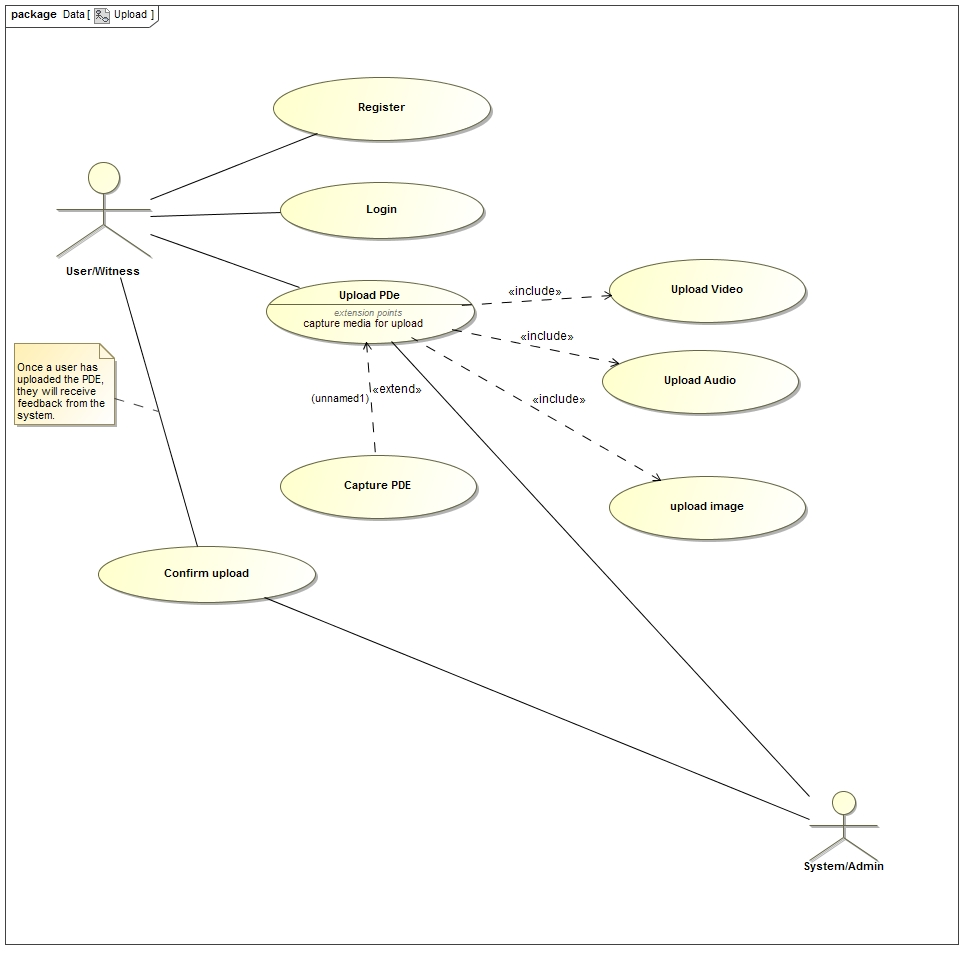 package Data [ Upload ]
Register
Login
User/Witness
Upload PDe
extension points
capture media for upload
«include»
Upload Video
«include»
Upload Audio
«include»
upload image
Once a user has
uploaded the PDE,
they will receive
feedback from the
system.
«extend»
(unnamed1)
Capture PDE
Confirm upload
System/Admin